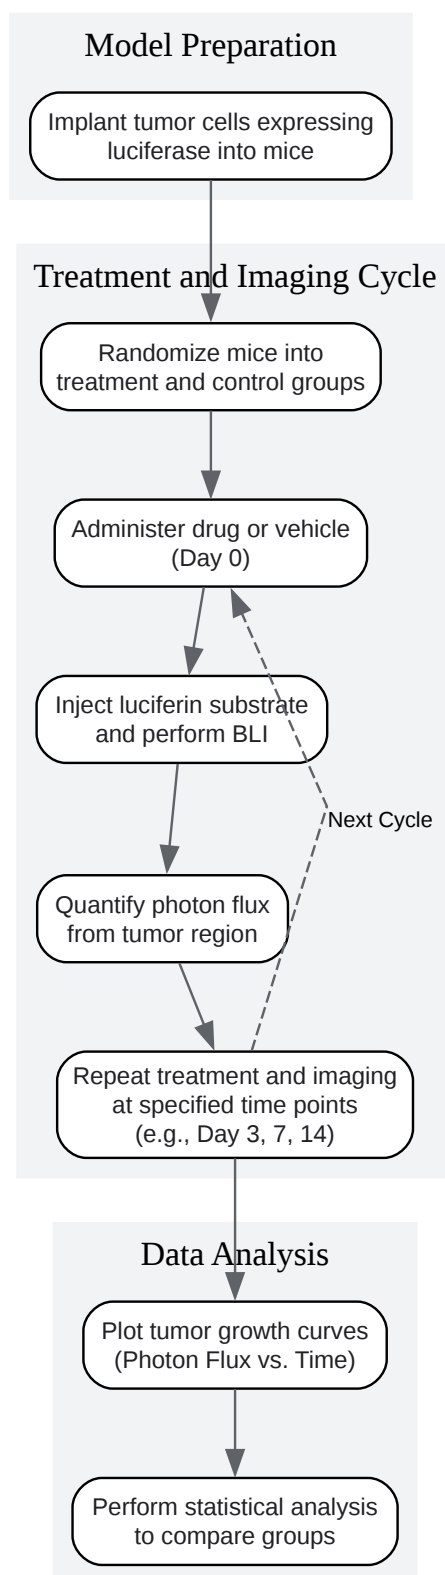 Model Preparation
Implant tumor cells expressing
luciferase into mice
Treatment and Imaging Cycle
Randomize mice into
treatment and control groups
Administer drug or vehicle
(Day 0)
Inject luciferin substrate
and perform BLI
Next Cycle
Quantify photon flux
from tumor region
Repeat treatment and imaging
at specified time points
(e.g., Day 3, 7, 14)
Data Analysis
Plot tumor growth curves
(Photon Flux vs. Time)
Perform statistical analysis
to compare groups